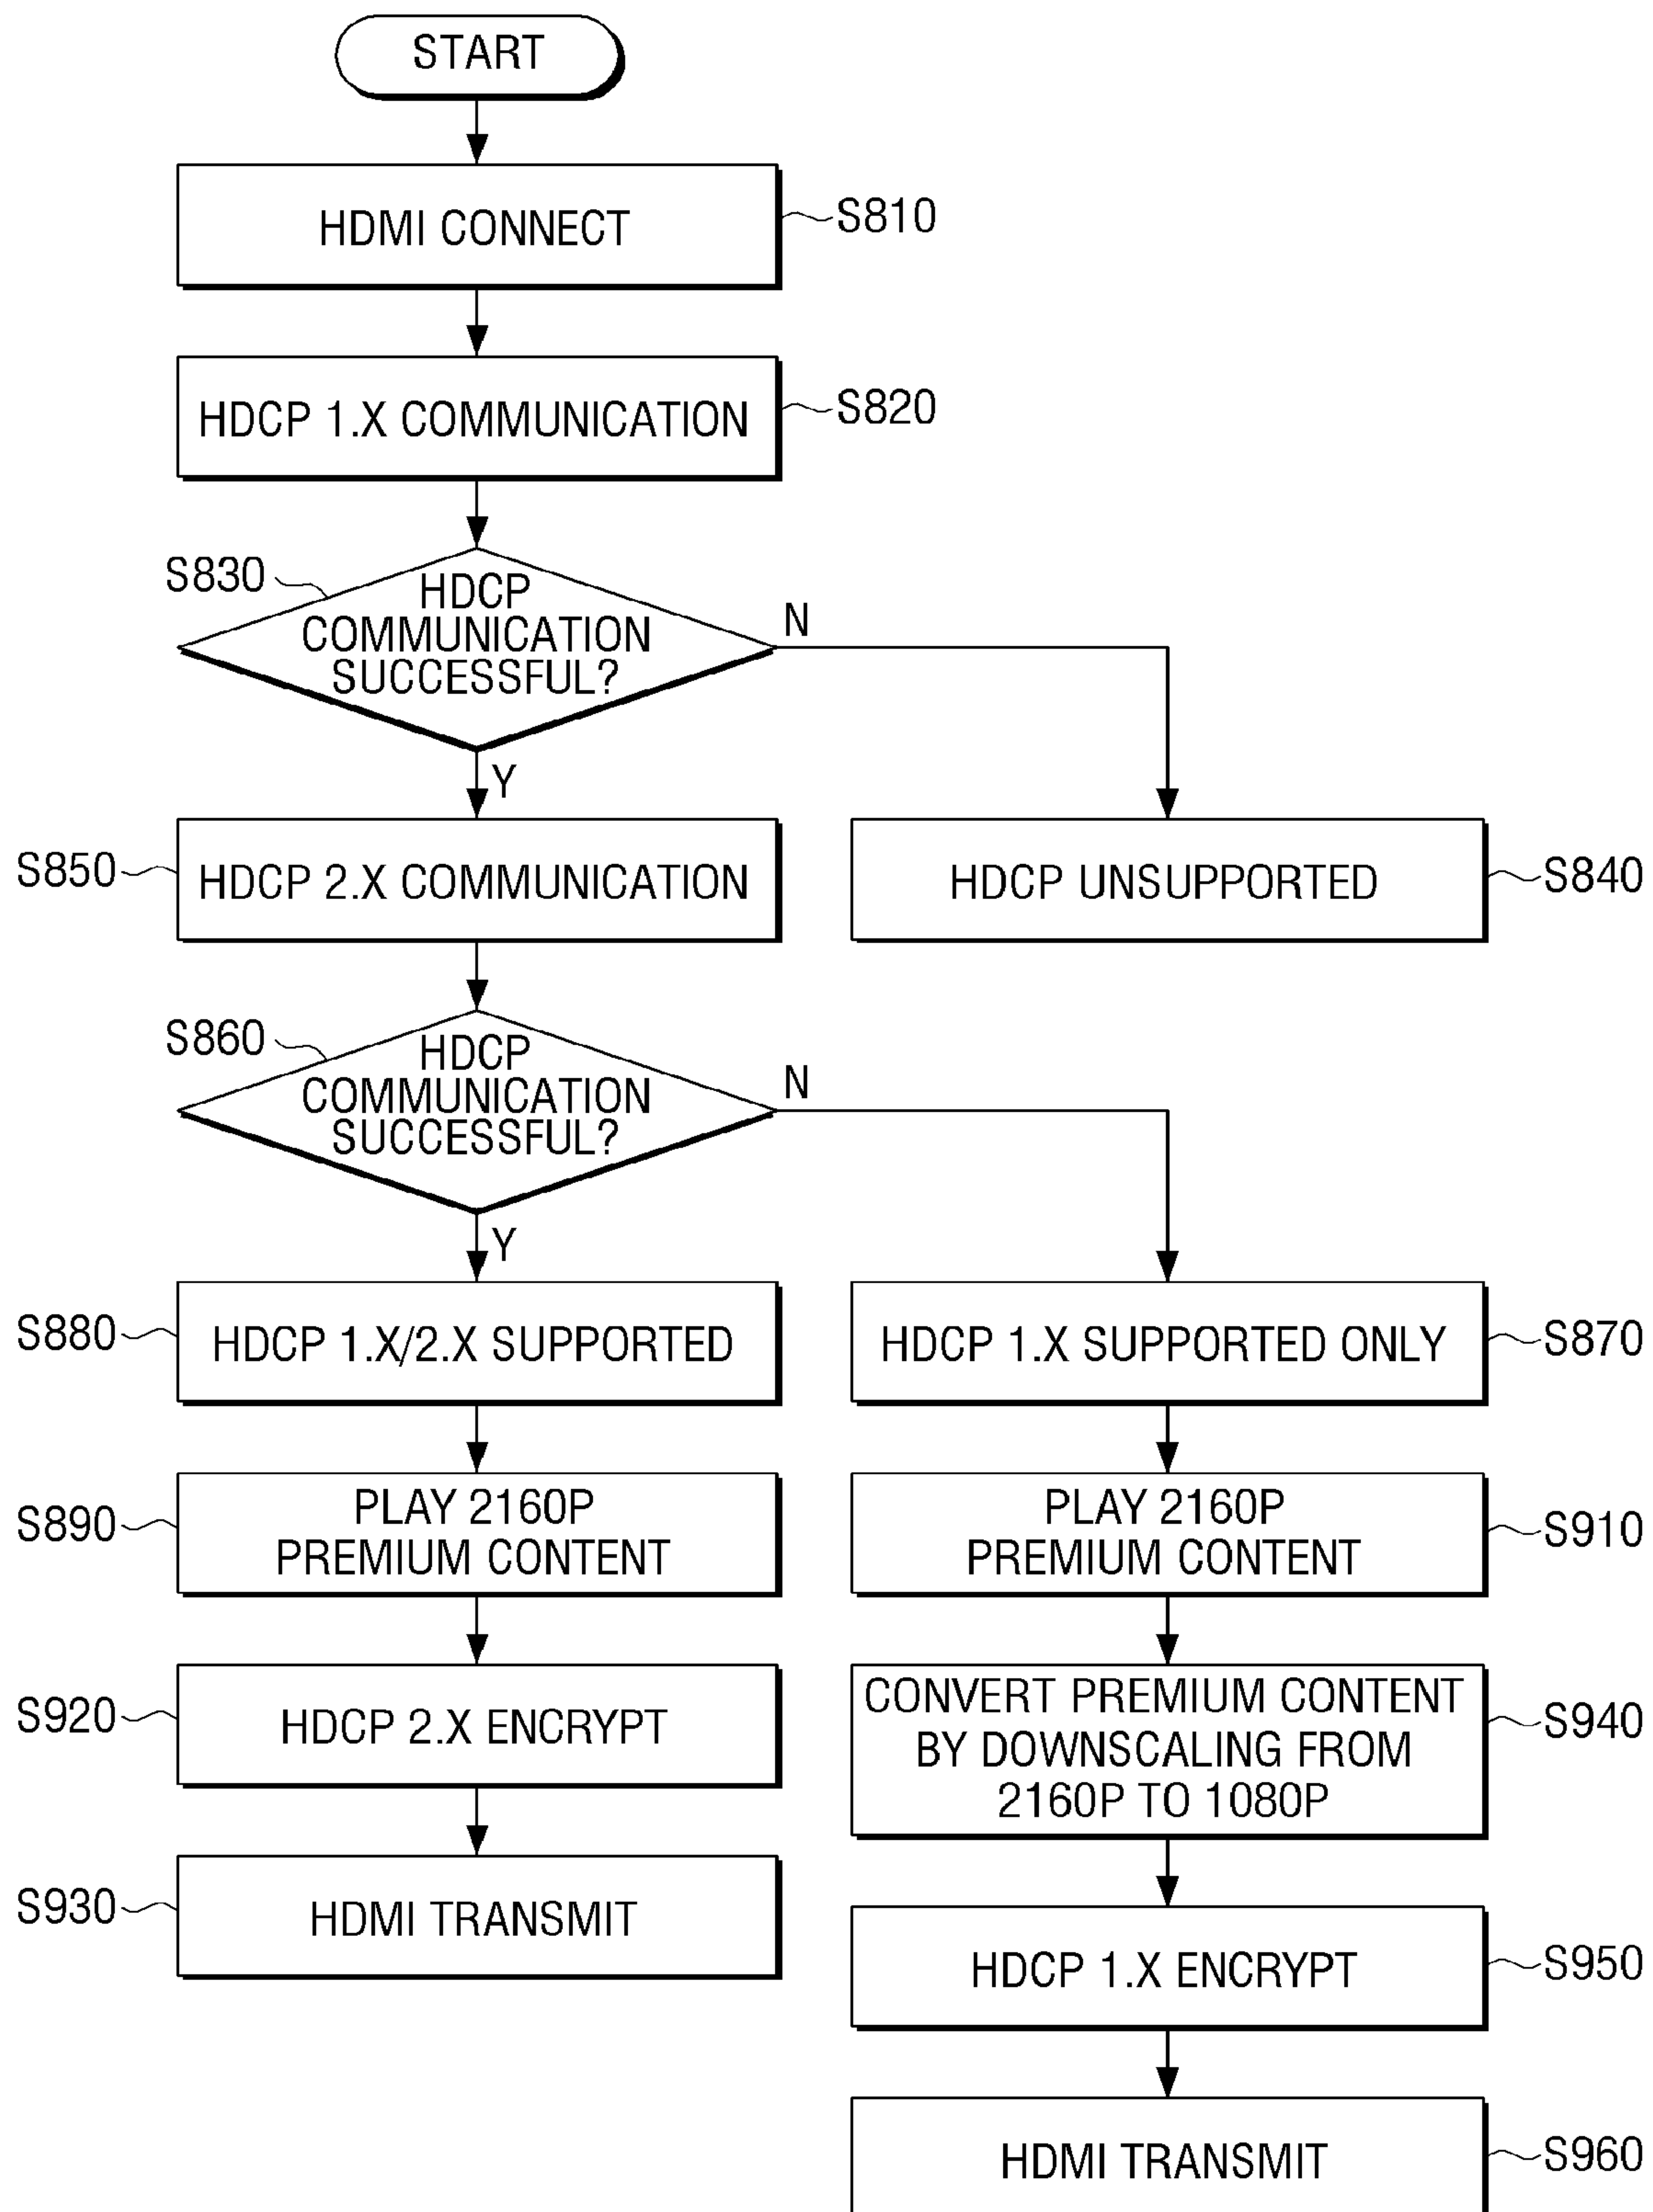 START
HDMI CONNECT
S810
HDCP 1.X COMMUNICATION
S820
S830
HDCP
COMMUNICATION
SUCCESSFUL?
N
Y
S850
HDCP 2.X COMMUNICATION
HDCP UNSUPPORTED
S840
S860
HDCP
COMMUNICATION
SUCCESSFUL?
N
Y
S880
HDCP 1.X/2.X SUPPORTED
HDCP 1.X SUPPORTED ONLY
S870
S890
PLAY 2160P
PREMIUM CONTENT
PLAY 2160P
PREMIUM CONTENT
S910
S920
HDCP 2.X ENCRYPT
CONVERT PREMIUM CONTENT
BY DOWNSCALING FROM
2160P TO 1080P
S940
S930
HDMI TRANSMIT
HDCP 1.X ENCRYPT
S950
HDMI TRANSMIT
S960